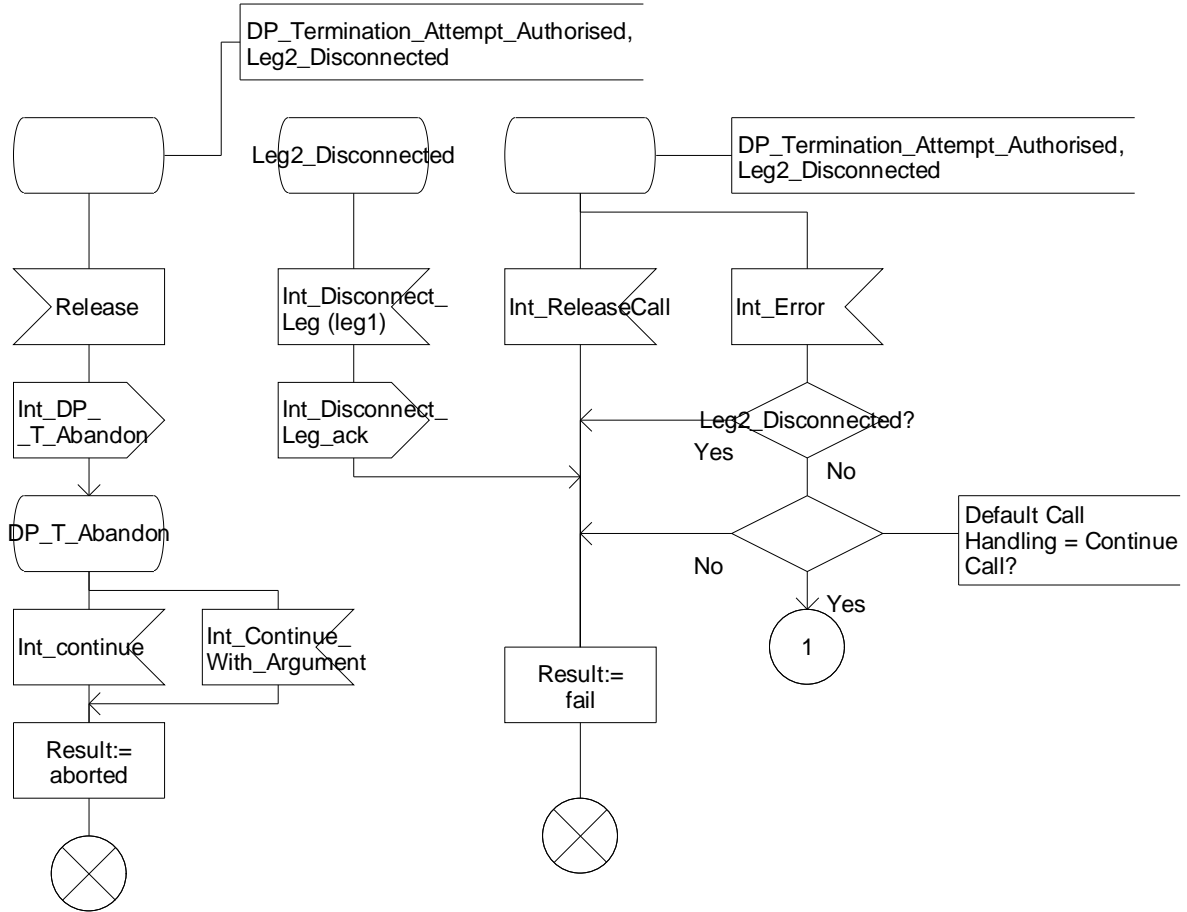 DP_Termination_Attempt_Authorised,
Leg2_Disconnected
Leg2_Disconnected
DP_Termination_Attempt_Authorised,
Leg2_Disconnected
Release
Int_Disconnect_
Leg (leg1)
Int_ReleaseCall
Int_Error
Int_DP_
_T_Abandon
Int_Disconnect_
Leg_ack
Leg2_Disconnected?
Yes
No
DP_T_Abandon
Default Call
Handling = Continue
Call?
No
Yes
Int_continue
Int_Continue_
With_Argument
1
Result:=
fail
Result:=
aborted